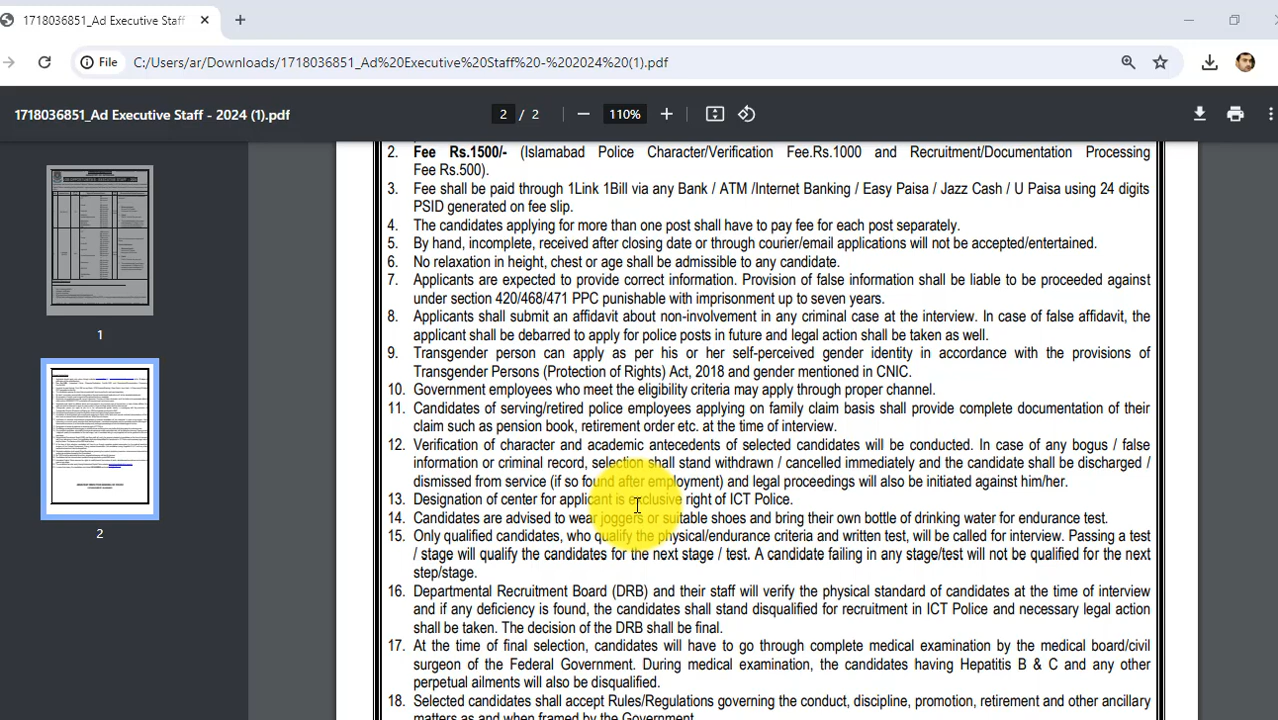 1718036851_Ad Executive Staff
File
C:/Users/ar/Downloads/1718036851_Ad%20Executive%20Staff%20-%202024%20(1).pdf
1718036851_Ad Executive Staff - 2024 (1).pdf
2 / 2
110%
1
2
2. Fee Rs.1500/- (Islamabad Police Character/Verification Fee.Rs.1000 and Recruitment/Documentation Processing
Fee Rs.500).
3. Fee shall be paid through 1Link 1Bill via any Bank / ATM /Internet Banking / Easy Paisa / Jazz Cash / U Paisa using 24 digits
PSID generated on fee slip.
4. The candidates applying for more than one post shall have to pay fee for each post separately.
5. By hand, incomplete, received after closing date or through courier/email applications will not be accepted/entertained.
6. No relaxation in height, chest or age shall be admissible to any candidate.
7. Applicants are expected to provide correct information. Provision of false information shall be liable to be proceeded against
under section 420/468/471 PPC punishable with imprisonment up to seven years.
8. Applicants shall submit an affidavit about non-involvement in any criminal case at the interview. In case of false affidavit, the
applicant shall be debarred to apply for police posts in future and legal action shall be taken as well.
9. Transgender person can apply as per his or her self-perceived gender identity in accordance with the provisions of
Transgender Persons (Protection of Rights) Act, 2018 and gender mentioned in CNIC.
10. Government employees who meet the eligibility criteria may apply through proper channel.
11. Candidates of serving/retired police employees applying on family claim basis shall provide complete documentation of their
claim such as pension book, retirement order etc. at the time of interview.
12. Verification of character and academic antecedents of selected candidates will be conducted. In case of any bogus / false
information or criminal record, selection shall stand withdrawn / cancelled immediately and the candidate shall be discharged /
dismissed from service (if so found after employment) and legal proceedings will also be initiated against him/her.
13. Designation of center for applicant is exclusive right of ICT Police.
14. Candidates are advised to wear joggers or suitable shoes and bring their own bottle of drinking water for endurance test.
15. Only qualified candidates, who qualify the physical/endurance criteria and written test, will be called for interview. Passing a test
/ stage will qualify the candidates for the next stage / test. A candidate failing in any stage/test will not be qualified for the next
step/stage.
16. Departmental Recruitment Board (DRB) and their staff will verify the physical standard of candidates at the time of interview
and if any deficiency is found, the candidates shall stand disqualified for recruitment in ICT Police and necessary legal action
shall be taken. The decision of the DRB shall be final.
17. At the time of final selection, candidates will have to go through complete medical examination by the medical board/civil
surgeon of the Federal Government. During medical examination, the candidates having Hepatitis B & C and any other
perpetual ailments will also be disqualified.
18. Selected candidates shall accept Rules/Regulations governing the conduct, discipline, promotion, retirement and other ancillary
matters as and when framed by the Government.